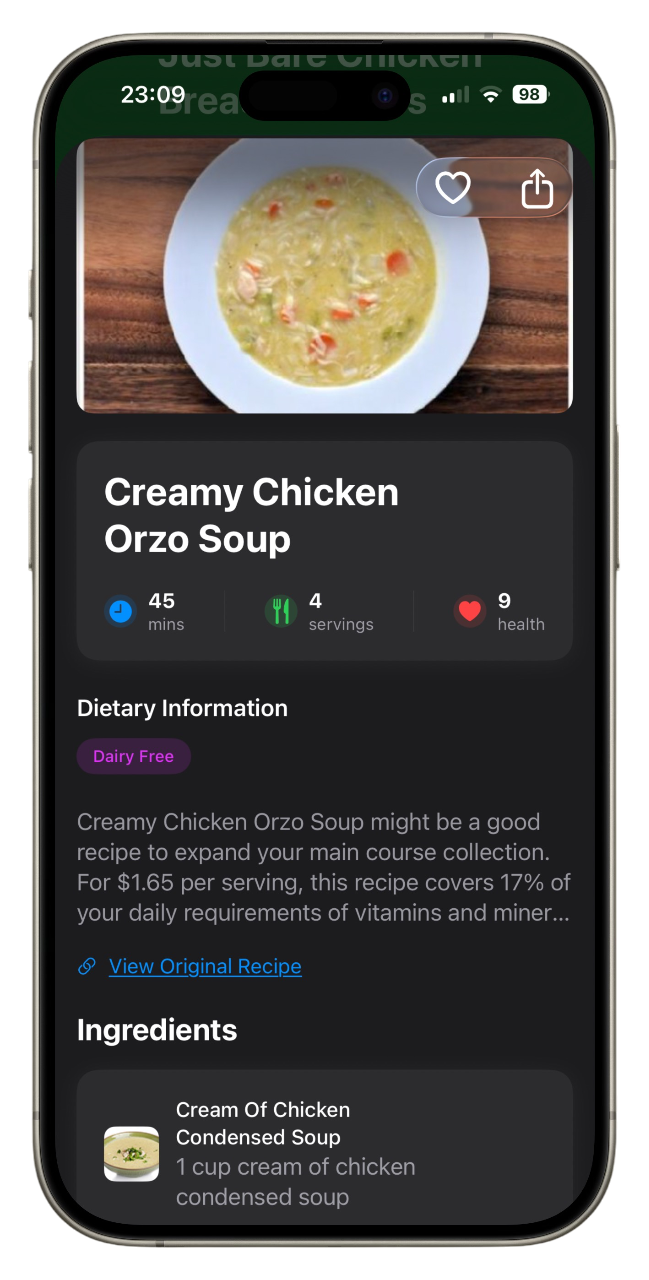 Just Bare Chicken
23:09
98
Creamy Chicken
Orzo Soup
45
mins
4
servings
9
health
Dietary Information
Dairy Free
Creamy Chicken Orzo Soup might be a good
recipe to expand your main course collection.
For $1.65 per serving, this recipe covers 17% of
your daily requirements of vitamins and miner...
View Original Recipe
Ingredients
Cream Of Chicken
Condensed Soup
1 cup cream of chicken
condensed soup